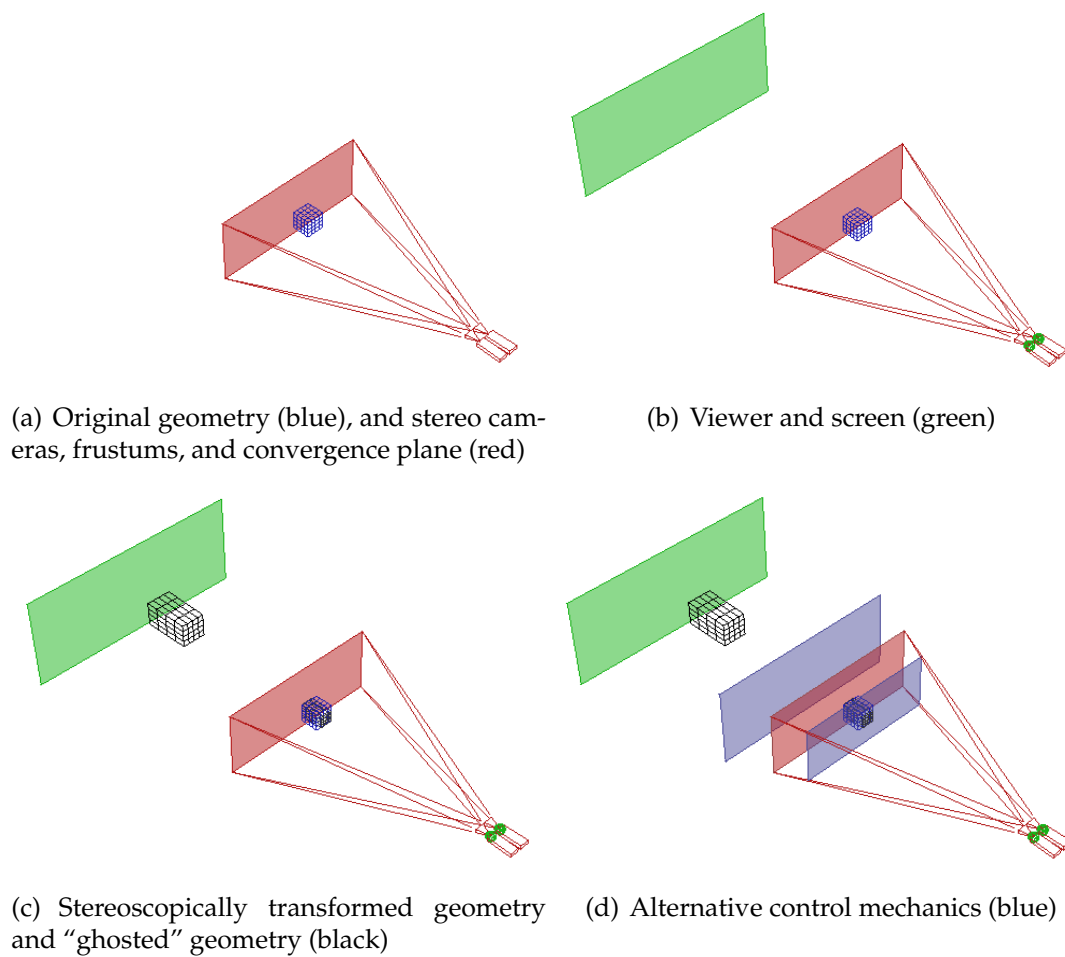 (a) Original geometry (blue), and stereo cam-
eras, frustums, and convergence plane (red)
(b) Viewer and screen (green)
(c) Stereoscopically transformed geometry
and “ghosted” geometry (black)
(d) Alternative control mechanics (blue)